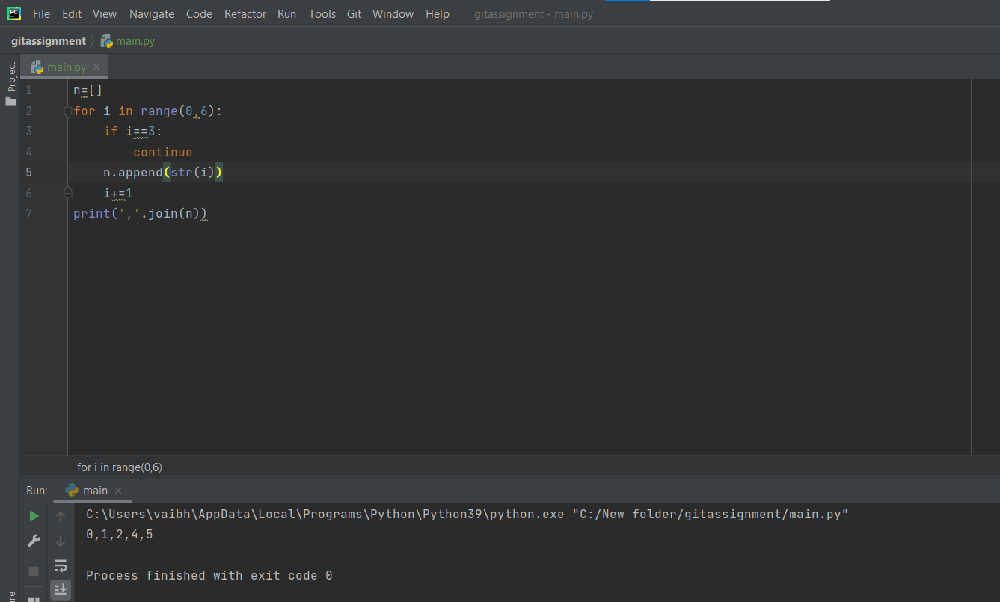 PC File Edit View Navigate Code Refactor Run Tools Git Window Help gitassignment - main.py
gitassignment main.py
Project
main.py
1 n=[]
2 for i in range(0,6):
3     if i==3:
4         continue
5     n.append(str(i))
6     i+=1
7 print(','.join(n))
for i in range(0,6)
Run: main
C:\Users\vaibh\AppData\Local\Programs\Python\Python39\python.exe "C:/New folder/gitassignment/main.py"
0,1,2,4,5
Process finished with exit code 0